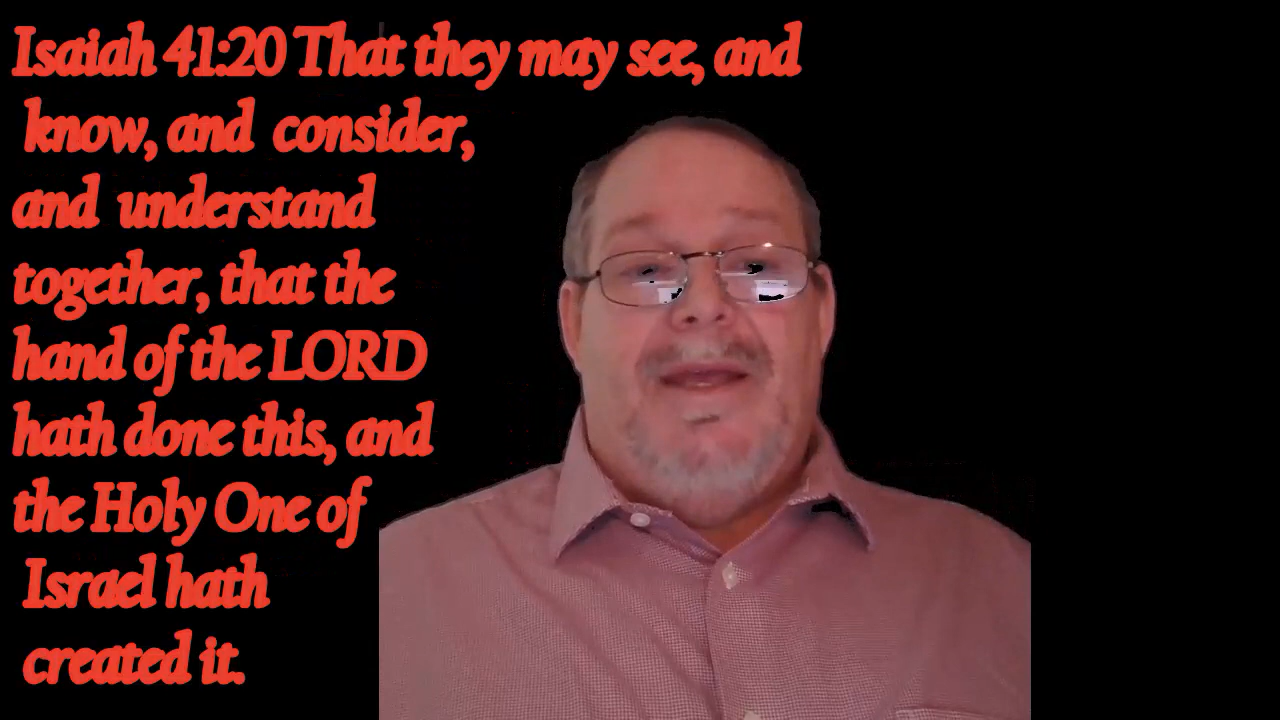 Isaiah 41:20 That they may see, and
know, and consider,
and understand
together, that the
hand of the LORD
hath done this, and
the Holy One of
Israel hath
created it.